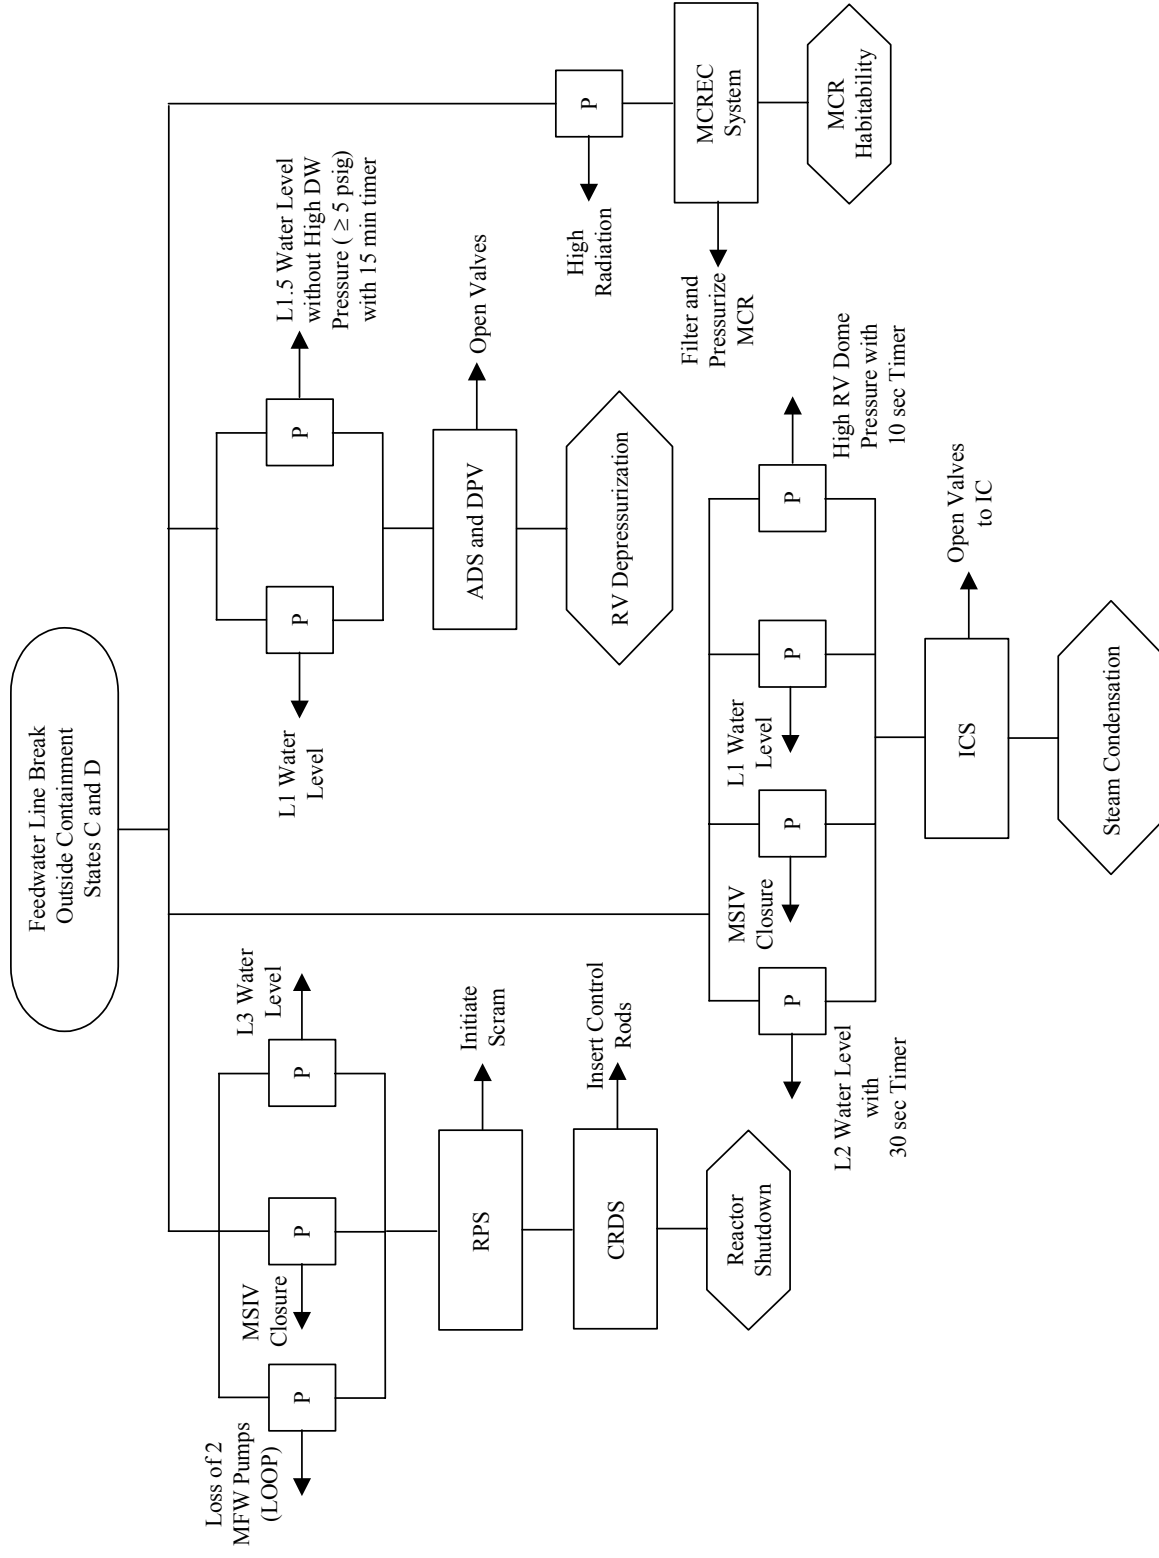 Feedwater Line Break
Outside Containment
States C and D
Loss of 2
MFW Pumps
(LOOP)
P
MSIV
Closure
P
L3 Water
Level
P
RPS
Initiate
Scram
CRDS
Insert Control
Rods
Reactor
Shutdown
L1 Water
Level
P
P
L1.5 Water Level
without High DW
Pressure ( ≥ 5 psig)
with 15 min timer
ADS and DPV
Open Valves
RV Depressurization
L2 Water Level
with
30 sec Timer
P
MSIV
Closure
P
L1 Water
Level
P
P
High RV Dome
Pressure with
10 sec Timer
ICS
Open Valves
to IC
Steam Condensation
P
High
Radiation
MCREC
System
Filter and
Pressurize
MCR
MCR
Habitability